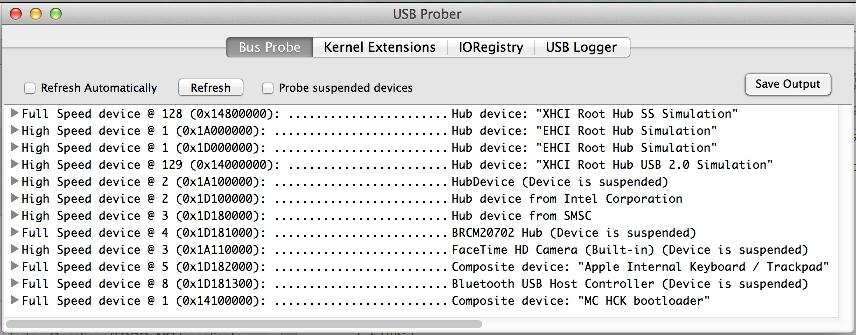 USB Prober
Bus Probe Kernel Extensions IORegistry USB Logger
Refresh Automatically Refresh Probe suspended devices Save Output
Full Speed device @ 128 (0x14800000): ....................... Hub device: "XHCI Root Hub SS Simulation"
High Speed device @ 1 (0x1A000000): ......................... Hub device: "EHCI Root Hub Simulation"
High Speed device @ 1 (0x1D000000): ......................... Hub device: "EHCI Root Hub Simulation"
High Speed device @ 129 (0x14000000): ....................... Hub device: "XHCI Root Hub USB 2.0 Simulation"
High Speed device @ 2 (0x1A100000): ......................... HubDevice (Device is suspended)
High Speed device @ 2 (0x1D100000): ......................... Hub device from Intel Corporation
High Speed device @ 3 (0x1D180000): ......................... Hub device from SMSC
Full Speed device @ 4 (0x1D181000): ......................... BRCM20702 Hub (Device is suspended)
High Speed device @ 3 (0x1A110000): ......................... FaceTime HD Camera (Built-in) (Device is suspended)
Full Speed device @ 5 (0x1D182000): ......................... Composite device: "Apple Internal Keyboard / Trackpad"
Full Speed device @ 8 (0x1D181300): ......................... Bluetooth USB Host Controller (Device is suspended)
Full Speed device @ 1 (0x14100000): ......................... Composite device: "MC HCK bootloader"